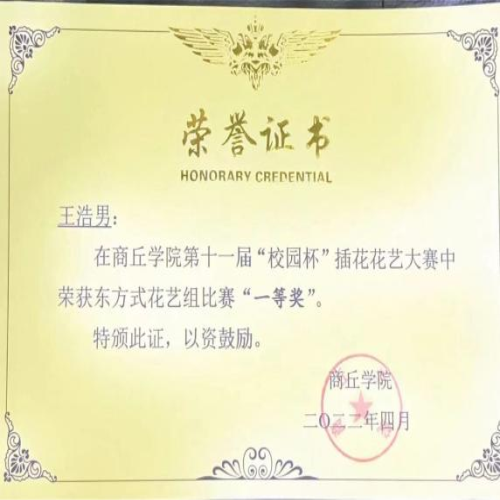 荣誉证书
HONORARY CREDENTIAL
王浩男:
在商丘学院第十一届“校园杯”插花花艺大赛中
荣获东方式花艺组比赛“一等奖”。
特颁此证，以资鼓励。
商丘学院
二〇二二年四月